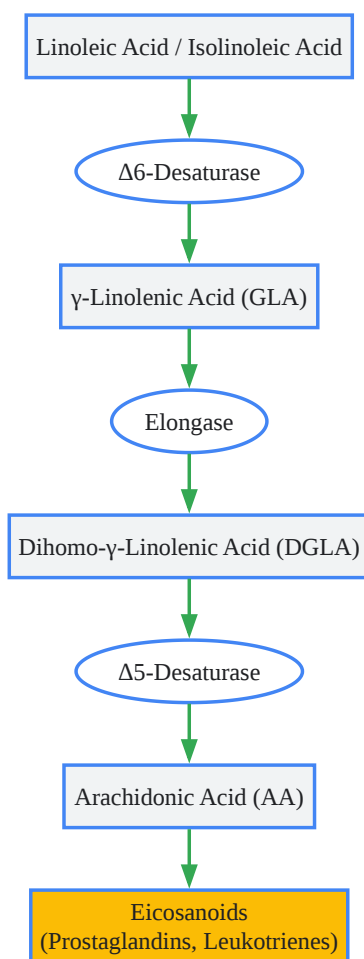 Linoleic Acid / Isolinoleic Acid
Δ6-Desaturase
γ-Linolenic Acid (GLA)
Elongase
Dihomo-γ-Linolenic Acid (DGLA)
Δ5-Desaturase
Arachidonic Acid (AA)
Eicosanoids
(Prostaglandins, Leukotrienes)